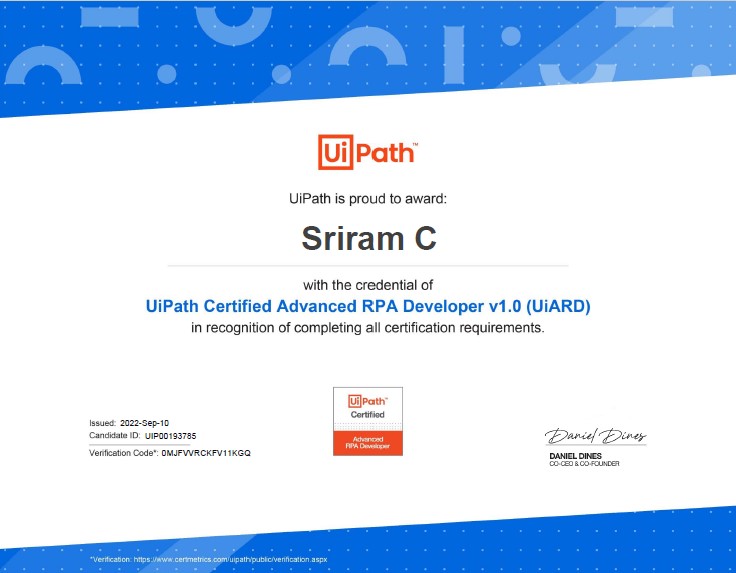 UiPath™
UiPath is proud to award:
Sriram C
with the credential of
UiPath Certified Advanced RPA Developer v1.0 (UiARD)
in recognition of completing all certification requirements.
UiPath™
Certified
Advanced
RPA Developer
Issued: 2022-Sep-10
Candidate ID: UIP00193785
Verification Code*: 0MJFVVRCKFV11KGQ
Daniel Dines
DANIEL DINES
CO-CEO & CO-FOUNDER
*Verification: https://www.certmetrics.com/uipath/public/verification.aspx